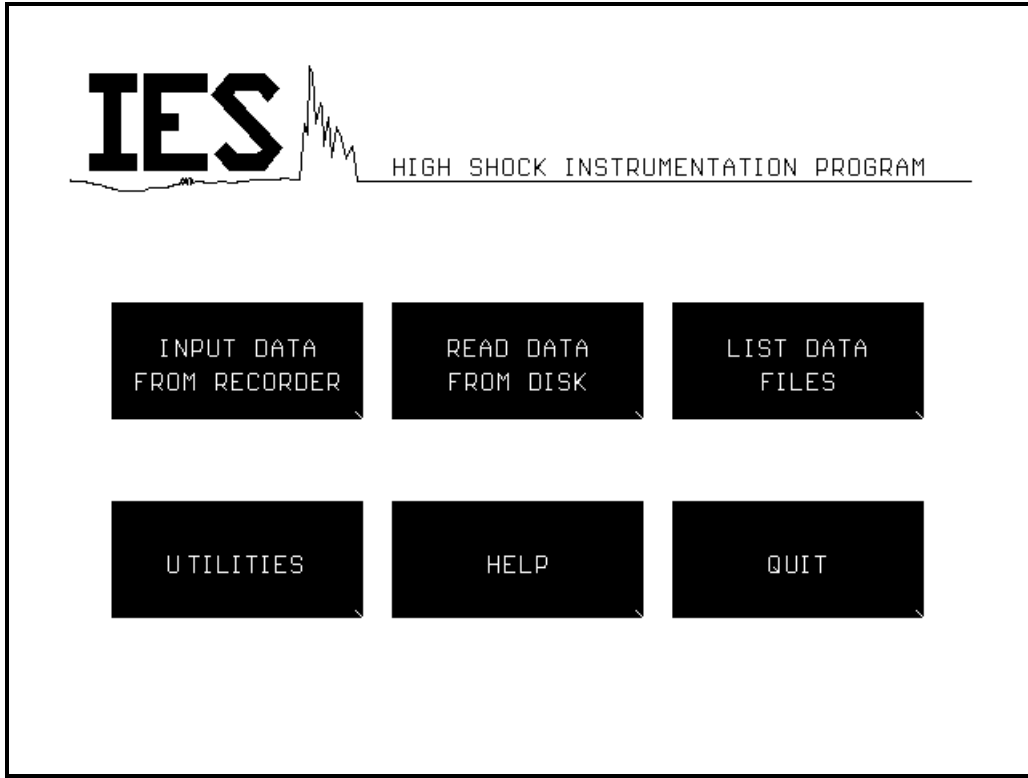 IES
HIGH SHOCK INSTRUMENTATION PROGRAM
INPUT DATA
FROM RECORDER
READ DATA
FROM DISK
LIST DATA
FILES
UTILITIES
HELP
QUIT